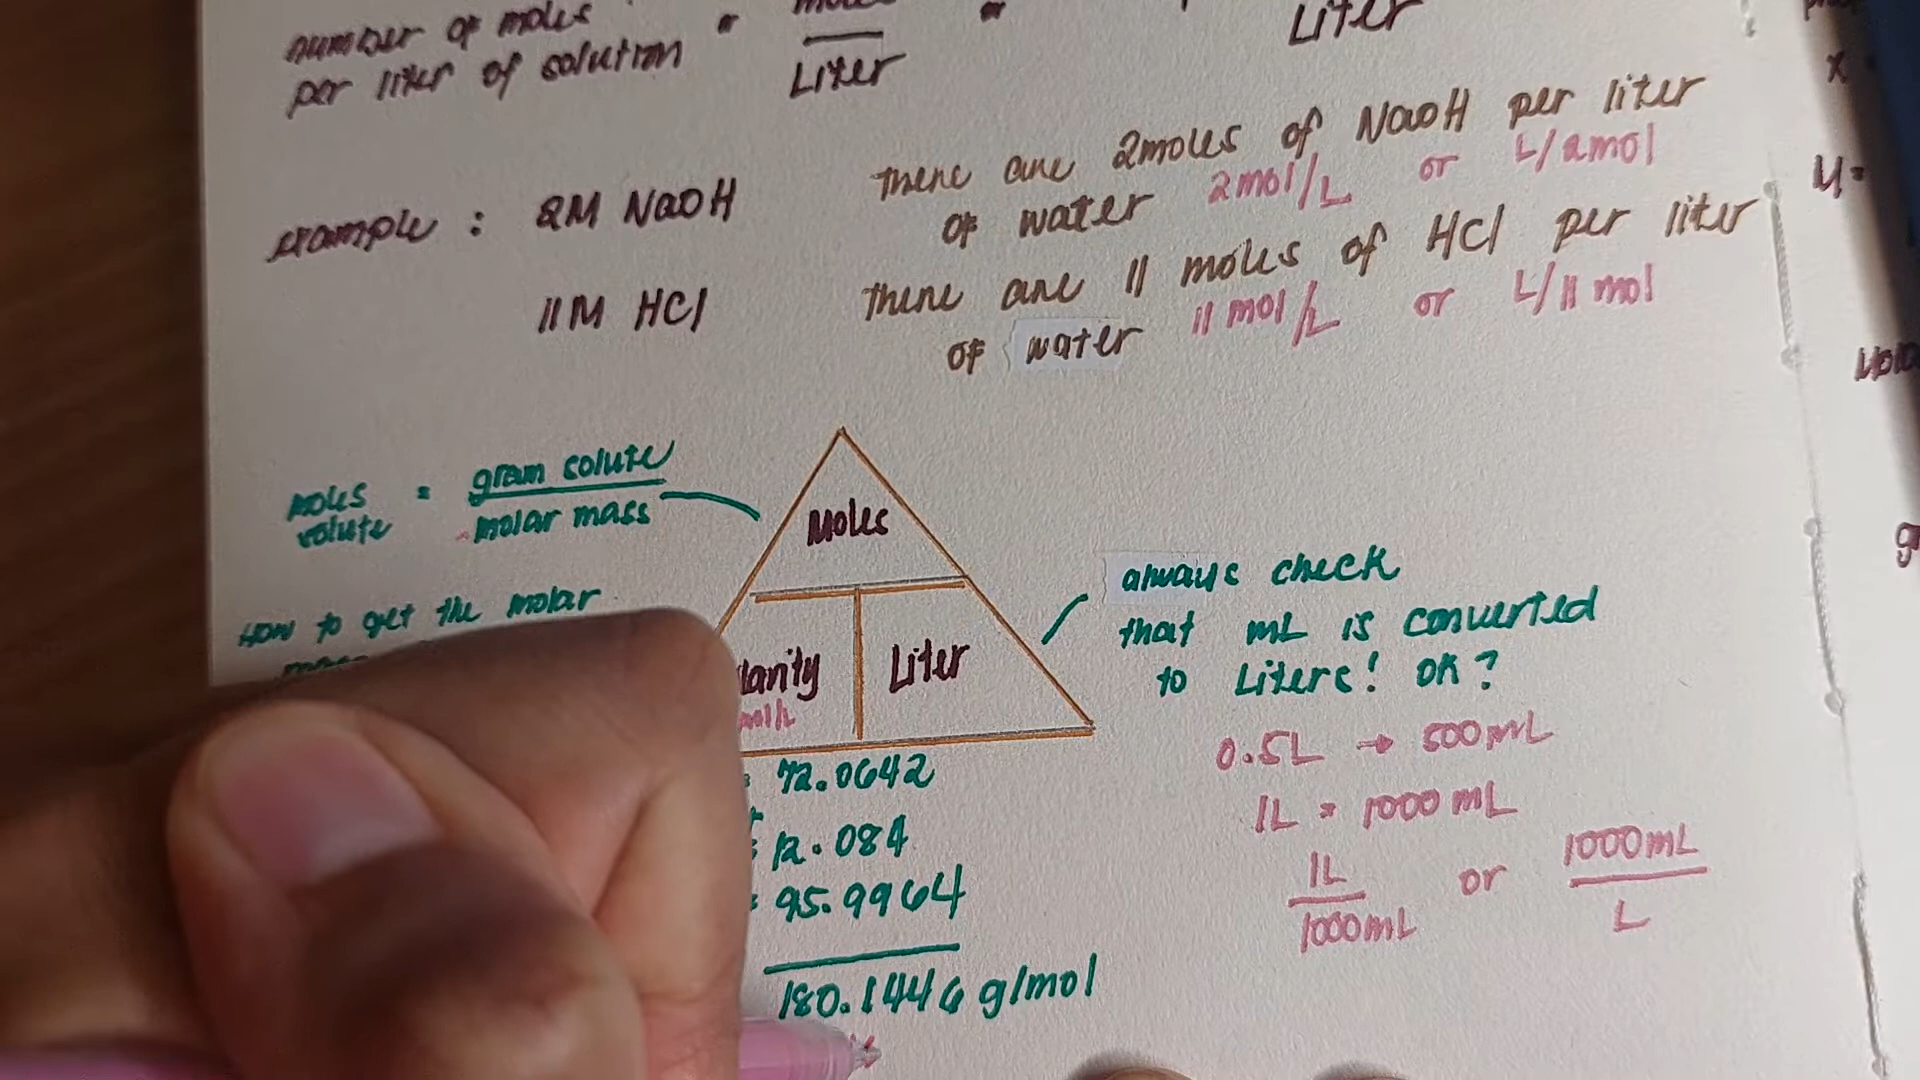 number of moles
per liter of solution = Liter = Liter
there are 2moles of NaOH per liter
example : 2M NaOH of water 2mol/L or L/2mol
there are 11 moles of HCl per liter
11M HCl of water 11 mol/L or L/11 mol
moles solute = gram solute
molar mass
Moles
How to get the molar
larity
mol/L
Liter
always check
that mL is converted
to Liters! OK?
0.5L → 500mL
1L = 1000 mL
1L or 1000mL
1000mL L
= 72.0642
= 12.084
= 95.9964
180.1446 g/mol